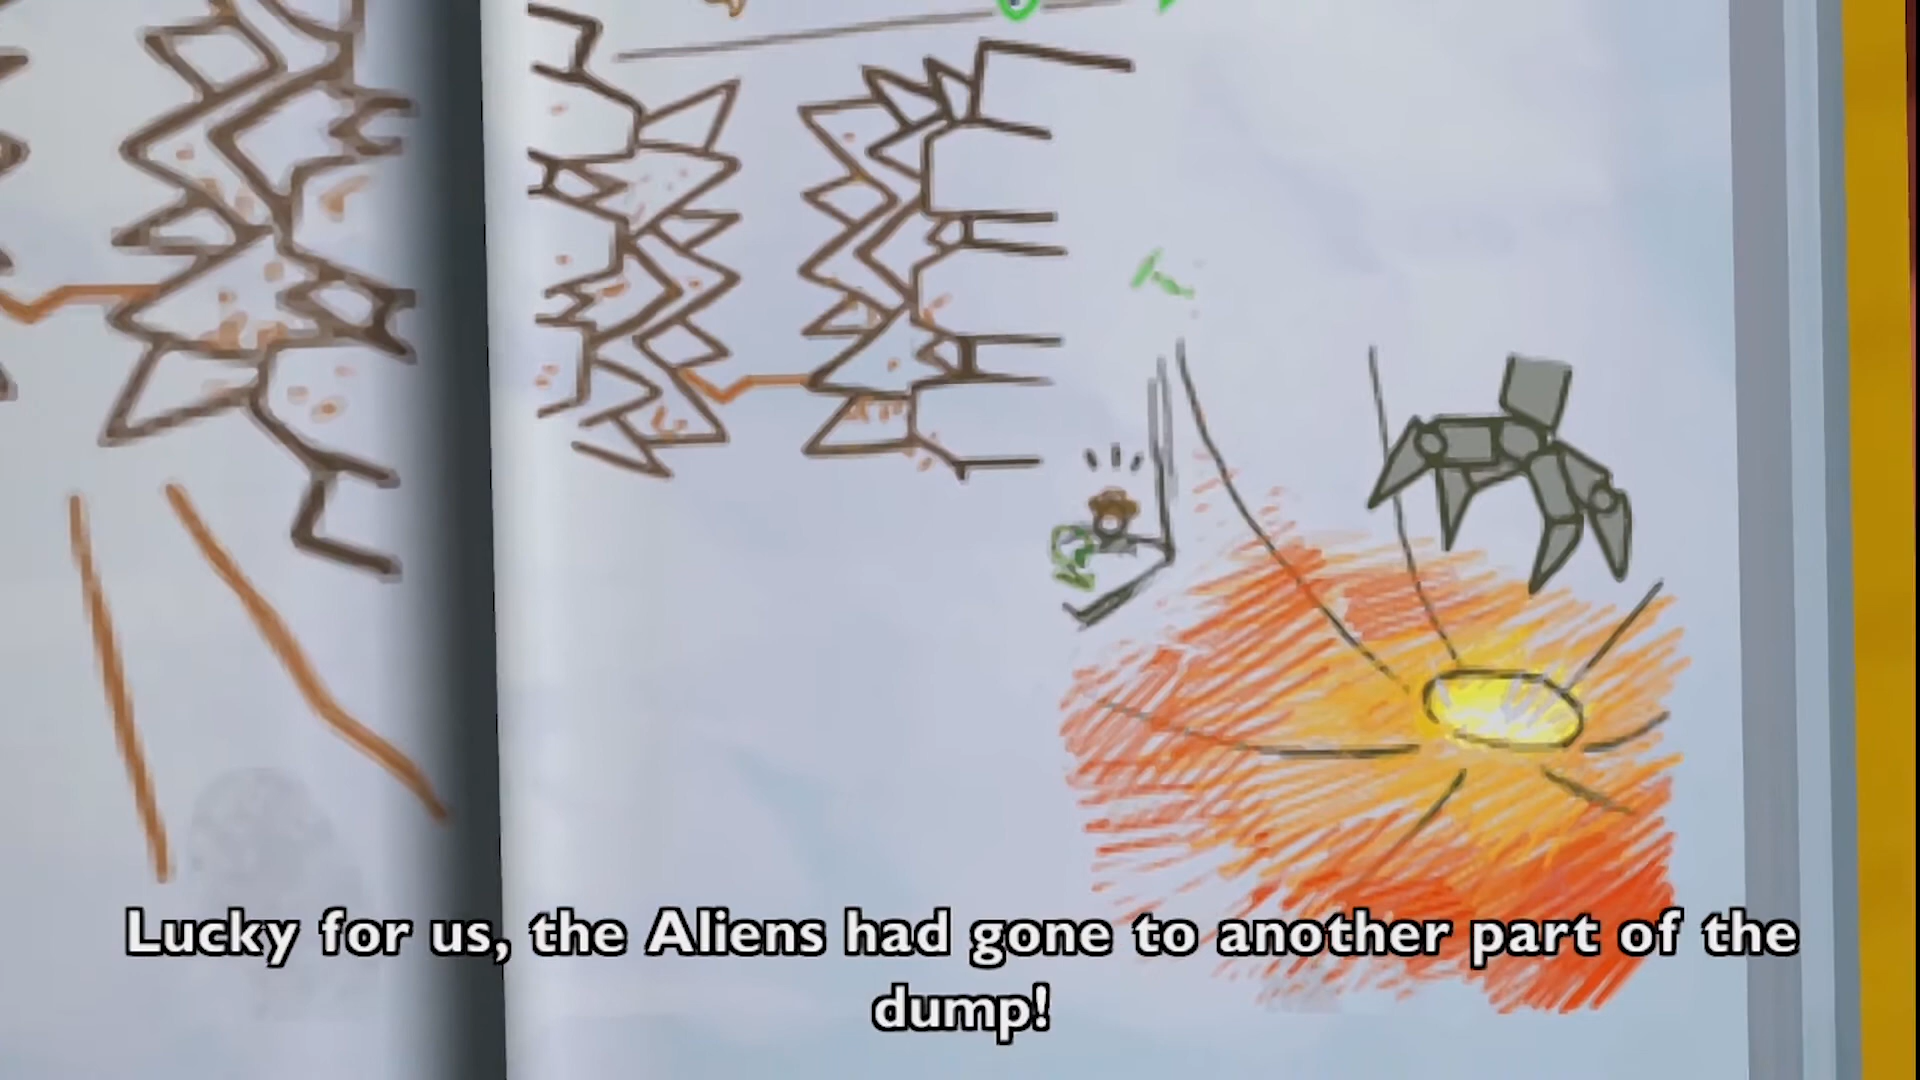 Lucky for us, the Aliens had gone to another part of the
dump!